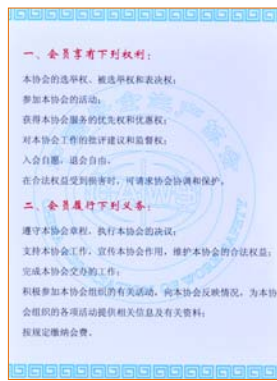 一、会员享有下列权利：
本协会的选举权、被选举权和表决权；
参加本协会的活动；
获得本协会服务的优先权和优惠权；
对本协会工作的批评建议和监督权；
入会自愿、退会自由。
在合法权益受到损害时，可请求协会协调和保护。
二、会员履行下列义务：
遵守本协会章程，执行本协会的决议；
支持本协会工作，宣传本协会作用，维护本协会的合法权益；
完成本协会交办的工作；
积极参加本协会组织的有关活动，向本协会反映情况，为本协
会组织的各项活动提供相关信息及有关资料；
按规定缴纳会费。